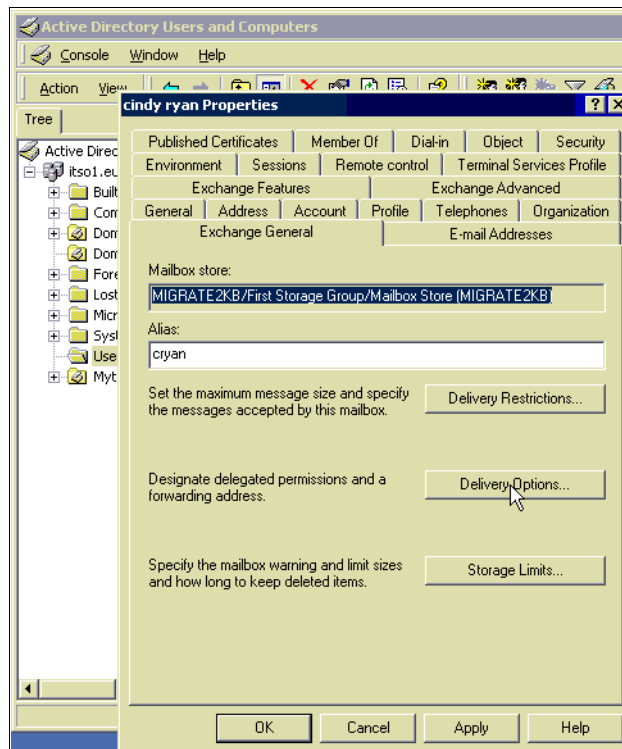 Active Directory Users and Computers
Console Window Help
Action View
cindy ryan Properties
Tree
Published Certificates Member Of Dial-in Object Security
Active Direc
Environment Sessions Remote control Terminal Services Profile
itso1.eu
Exchange Features Exchange Advanced
Built
General Address Account Profile Telephones Organization
Com
Exchange General E-mail Addresses
Dom
Dom
Fore
Mailbox store:
Lost
MIGRATE2KB/First Storage Group/Mailbox Store (MIGRATE2KB)
Micr
Syst
Alias:
Use
cryan
Myt
Set the maximum message size and specify
the messages accepted by this mailbox.
Delivery Restrictions...
Designate delegated permissions and a
forwarding address.
Delivery Options...
Specify the mailbox warning and limit sizes
and how long to keep deleted items.
Storage Limits...
OK Cancel Apply Help